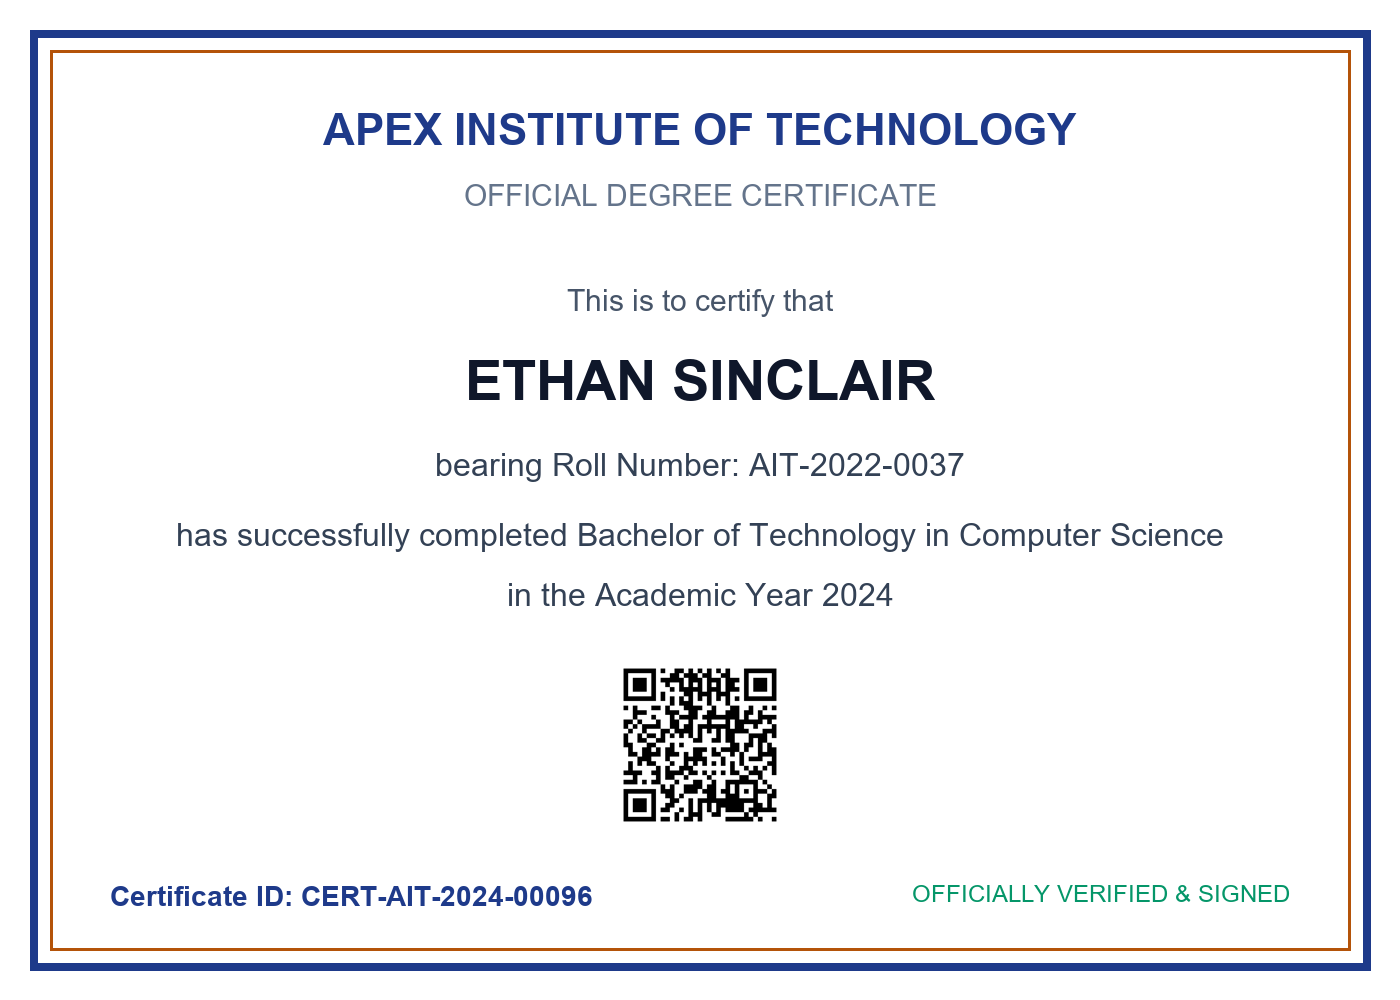 APEX INSTITUTE OF TECHNOLOGY
OFFICIAL DEGREE CERTIFICATE
This is to certify that
ETHAN SINCLAIR
bearing Roll Number: AIT-2022-0037
has successfully completed Bachelor of Technology in Computer Science
in the Academic Year 2024
Certificate ID: CERT-AIT-2024-00096
OFFICIALLY VERIFIED & SIGNED